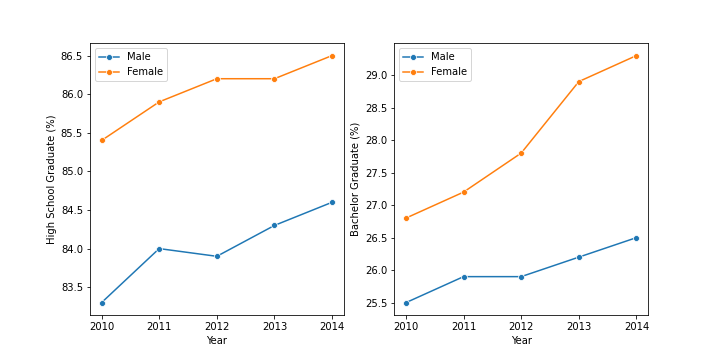 High School Graduate (%)
86.5
86.0
85.5
85.0
84.5
84.0
83.5
Male
Female
2010 2011 2012 2013 2014
Year
Bachelor Graduate (%)
29.0
28.5
28.0
27.5
27.0
26.5
26.0
25.5
Male
Female
2010 2011 2012 2013 2014
Year